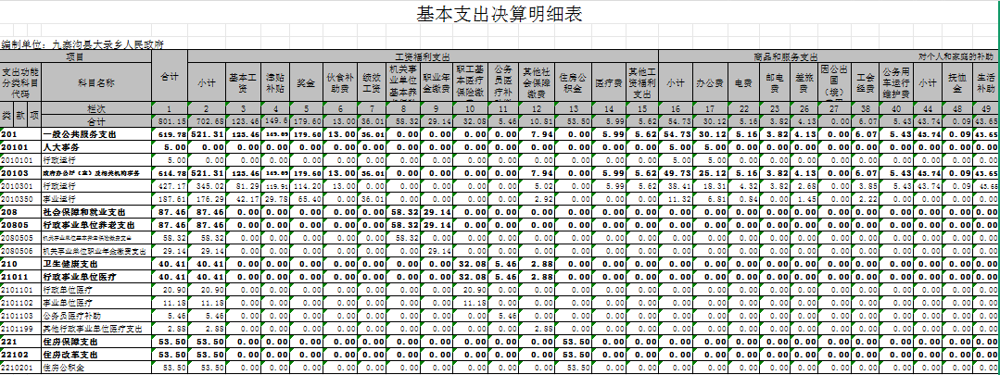 基本支出决算明细表
编制单位：九寨沟县大录乡人民政府
项目 工资福利支出 商品和服务支出 对个人和家庭的补助
支出功能分类科目代码 科目名称 合计 小计 基本工资 津贴补贴 奖金 伙食补助费 绩效工资 机关事业单位基本养 职业年金缴费 职工基本医疗保险缴费 公务员医疗补 其他社会保障缴费 住房公积金 医疗费 其他工资福利支出 小计 办公费 电费 邮电费 差旅费 因公出国（境） 工会经费 公务用车运行维护费 小计 抚恤金 生活补助
类 款 项 栏次 1 2 3 4 5 6 7 8 9 10 11 12 13 14 15 16 17 22 23 26 27 38 40 44 48 49
合计 801.15 702.68 123.46 149.6 179.60 13.00 36.01 58.32 29.14 32.08 5.46 10.81 53.50 5.99 5.62 54.73 30.12 5.16 3.82 4.13 0.00 6.07 5.43 43.74 0.09 43.65
201 一般公共服务支出 619.78 521.31 123.46 149.69 179.60 13.00 36.01 0.00 0.00 0.00 0.00 7.94 0.00 5.99 5.62 54.73 30.12 5.16 3.82 4.13 0.00 6.07 5.43 43.74 0.09 43.65
20101 人大事务 5.00 0.00 0.00 0.00 0.00 0.00 0.00 0.00 0.00 0.00 0.00 0.00 0.00 0.00 0.00 5.00 5.00 0.00 0.00 0.00 0.00 0.00 0.00 0.00 0.00 0.00
2010101 行政运行 5.00 0.00 0.00 0.00 0.00 0.00 0.00 0.00 0.00 0.00 0.00 0.00 0.00 0.00 0.00 5.00 5.00 0.00 0.00 0.00 0.00 0.00 0.00 0.00 0.00 0.00
20103 政府办公厅（室）及相关机构事务 614.78 521.31 123.46 149.69 179.60 13.00 36.01 0.00 0.00 0.00 0.00 7.94 0.00 5.99 5.62 49.73 25.12 5.16 3.82 4.13 0.00 6.07 5.43 43.74 0.09 43.65
2010301 行政运行 427.17 345.02 81.29 119.91 114.20 13.00 0.00 0.00 0.00 0.00 0.00 5.02 0.00 5.99 5.62 38.41 18.31 4.32 3.82 2.68 0.00 3.85 5.43 43.74 0.09 43.65
2010350 事业运行 187.61 176.29 42.17 29.78 65.40 0.00 36.01 0.00 0.00 0.00 0.00 2.92 0.00 0.00 0.00 11.32 6.81 0.84 0.00 1.45 0.00 2.22 0.00 0.00 0.00 0.00
208 社会保障和就业支出 87.46 87.46 0.00 0.00 0.00 0.00 0.00 58.32 29.14 0.00 0.00 0.00 0.00 0.00 0.00 0.00 0.00 0.00 0.00 0.00 0.00 0.00 0.00 0.00 0.00 0.00
20805 行政事业单位养老支出 87.46 87.46 0.00 0.00 0.00 0.00 0.00 58.32 29.14 0.00 0.00 0.00 0.00 0.00 0.00 0.00 0.00 0.00 0.00 0.00 0.00 0.00 0.00 0.00 0.00 0.00
2080505 机关事业单位基本养老保险缴费支出 58.32 58.32 0.00 0.00 0.00 0.00 0.00 58.32 0.00 0.00 0.00 0.00 0.00 0.00 0.00 0.00 0.00 0.00 0.00 0.00 0.00 0.00 0.00 0.00 0.00 0.00
2080506 机关事业单位职业年金缴费支出 29.14 29.14 0.00 0.00 0.00 0.00 0.00 0.00 29.14 0.00 0.00 0.00 0.00 0.00 0.00 0.00 0.00 0.00 0.00 0.00 0.00 0.00 0.00 0.00 0.00 0.00
210 卫生健康支出 40.41 40.41 0.00 0.00 0.00 0.00 0.00 0.00 0.00 32.08 5.46 2.88 0.00 0.00 0.00 0.00 0.00 0.00 0.00 0.00 0.00 0.00 0.00 0.00 0.00 0.00
21011 行政事业单位医疗 40.41 40.41 0.00 0.00 0.00 0.00 0.00 0.00 0.00 32.08 5.46 2.88 0.00 0.00 0.00 0.00 0.00 0.00 0.00 0.00 0.00 0.00 0.00 0.00 0.00 0.00
2101101 行政单位医疗 20.90 20.90 0.00 0.00 0.00 0.00 0.00 0.00 0.00 20.90 0.00 0.00 0.00 0.00 0.00 0.00 0.00 0.00 0.00 0.00 0.00 0.00 0.00 0.00 0.00 0.00
2101102 事业单位医疗 11.18 11.18 0.00 0.00 0.00 0.00 0.00 0.00 0.00 11.18 0.00 0.00 0.00 0.00 0.00 0.00 0.00 0.00 0.00 0.00 0.00 0.00 0.00 0.00 0.00 0.00
2101103 公务员医疗补助 5.46 5.46 0.00 0.00 0.00 0.00 0.00 0.00 0.00 0.00 5.46 0.00 0.00 0.00 0.00 0.00 0.00 0.00 0.00 0.00 0.00 0.00 0.00 0.00 0.00 0.00
2101199 其他行政事业单位医疗支出 2.88 2.88 0.00 0.00 0.00 0.00 0.00 0.00 0.00 0.00 0.00 2.88 0.00 0.00 0.00 0.00 0.00 0.00 0.00 0.00 0.00 0.00 0.00 0.00 0.00 0.00
221 住房保障支出 53.50 53.50 0.00 0.00 0.00 0.00 0.00 0.00 0.00 0.00 0.00 0.00 53.50 0.00 0.00 0.00 0.00 0.00 0.00 0.00 0.00 0.00 0.00 0.00 0.00 0.00
22102 住房改革支出 53.50 53.50 0.00 0.00 0.00 0.00 0.00 0.00 0.00 0.00 0.00 0.00 53.50 0.00 0.00 0.00 0.00 0.00 0.00 0.00 0.00 0.00 0.00 0.00 0.00 0.00
2210201 住房公积金 53.50 53.50 0.00 0.00 0.00 0.00 0.00 0.00 0.00 0.00 0.00 0.00 53.50 0.00 0.00 0.00 0.00 0.00 0.00 0.00 0.00 0.00 0.00 0.00 0.00 0.00